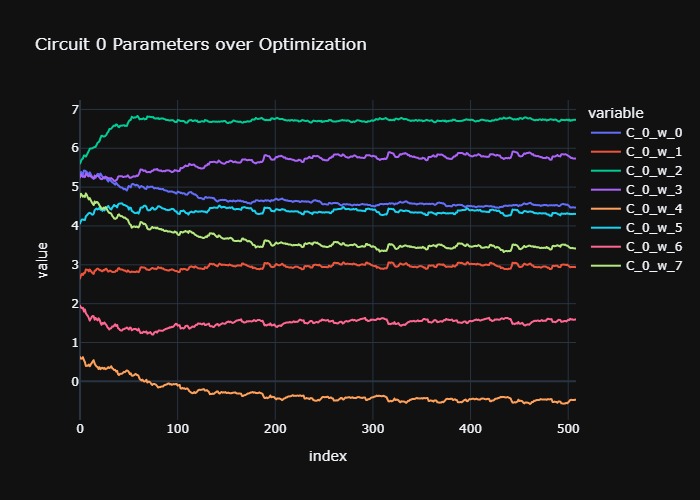 Circuit 0 Parameters over Optimization
7
6
5
4
3
2
1
0
0 100 200 300 400 500
index
value
variable
C_0_w_0
C_0_w_1
C_0_w_2
C_0_w_3
C_0_w_4
C_0_w_5
C_0_w_6
C_0_w_7